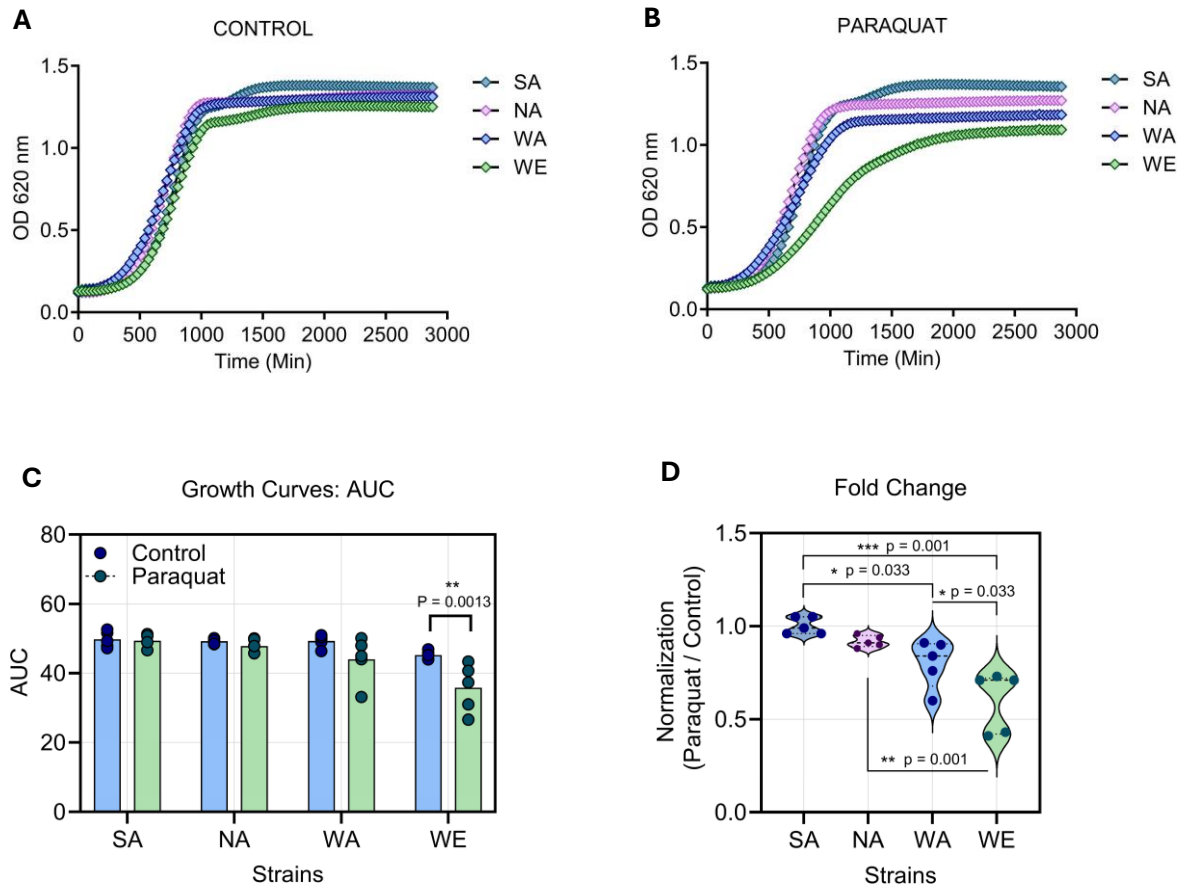 A
CONTROL
1.5
1.0
0.5
0.0
OD 620 nm
0 500 1000 1500 2000 2500 3000
Time (Min)
SA
NA
WA
WE
B
PARAQUAT
1.5
1.0
0.5
0.0
OD 620 nm
0 500 1000 1500 2000 2500 3000
Time (Min)
SA
NA
WA
WE
C
Growth Curves: AUC
80
60
40
20
0
AUC
Control
Paraquat
**
P = 0.0013
SA NA WA WE
Strains
D
Fold Change
1.5
1.0
0.5
0.0
Normalization
(Paraquat / Control)
*** p = 0.001
* p = 0.033
* p = 0.033
** p = 0.001
SA NA WA WE
Strains